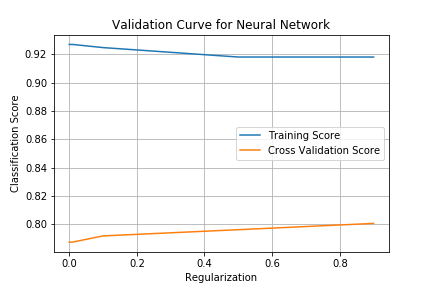 Validation Curve for Neural Network
Classification Score
0.92
0.90
0.88
0.86
0.84
0.82
0.80
Training Score
Cross Validation Score
0.0 0.2 0.4 0.6 0.8
Regularization